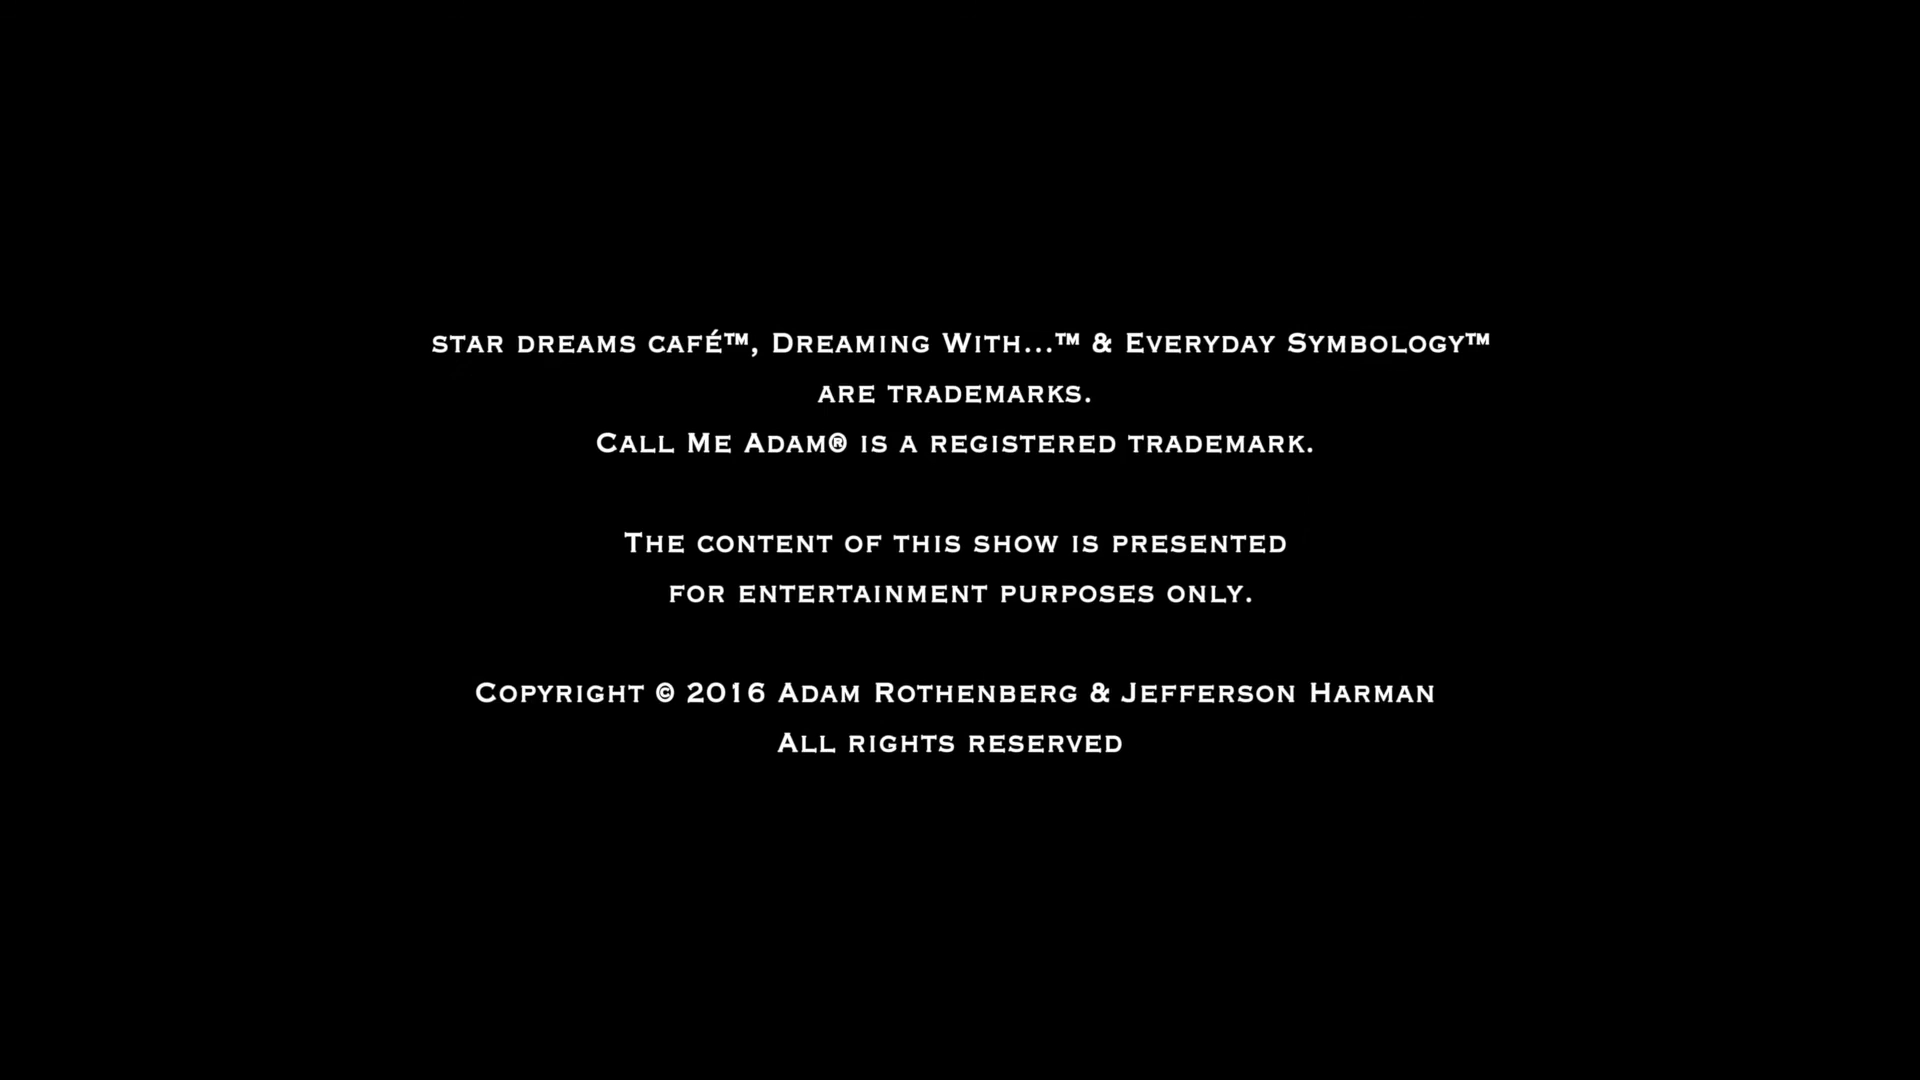 star dreams café™, Dreaming With...™ & Everyday Symbology™
are trademarks.
Call Me Adam® is a registered trademark.
The content of this show is presented
for entertainment purposes only.
Copyright © 2016 Adam Rothenberg & Jefferson Harman
All rights reserved